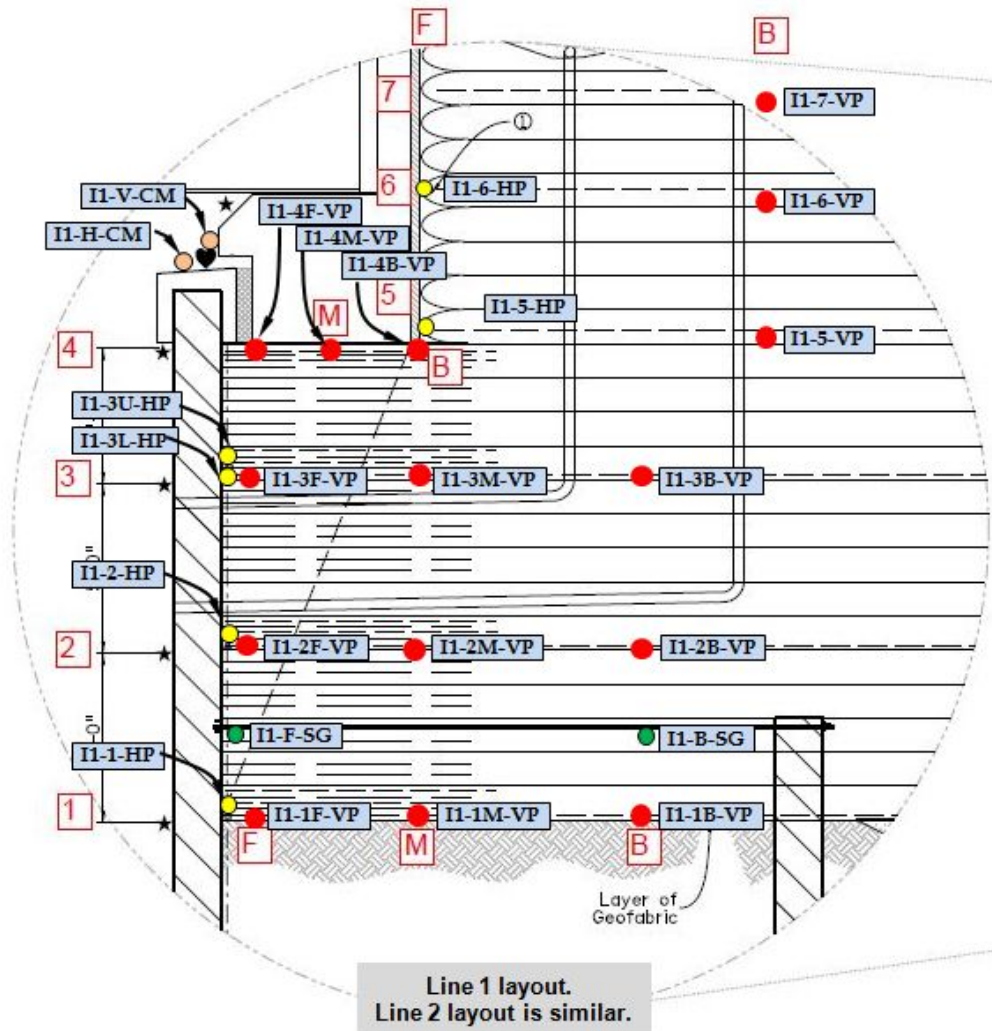 F
B
7
I1-7-VP
①
6
I1-6-HP
I1-V-CM
I1-4F-VP
I1-6-VP
I1-H-CM
I1-4M-VP
I1-4B-VP
5
M
I1-5-HP
I1-5-VP
4
B
I1-3U-HP
I1-3L-HP
3
I1-3F-VP
I1-3M-VP
I1-3B-VP
I1-2-HP
2
I1-2F-VP
I1-2M-VP
I1-2B-VP
I1-F-SG
I1-B-SG
I1-1-HP
1
I1-1F-VP
I1-1M-VP
I1-1B-VP
F
M
B
Layer of
Geofabric
Line 1 layout.
Line 2 layout is similar.